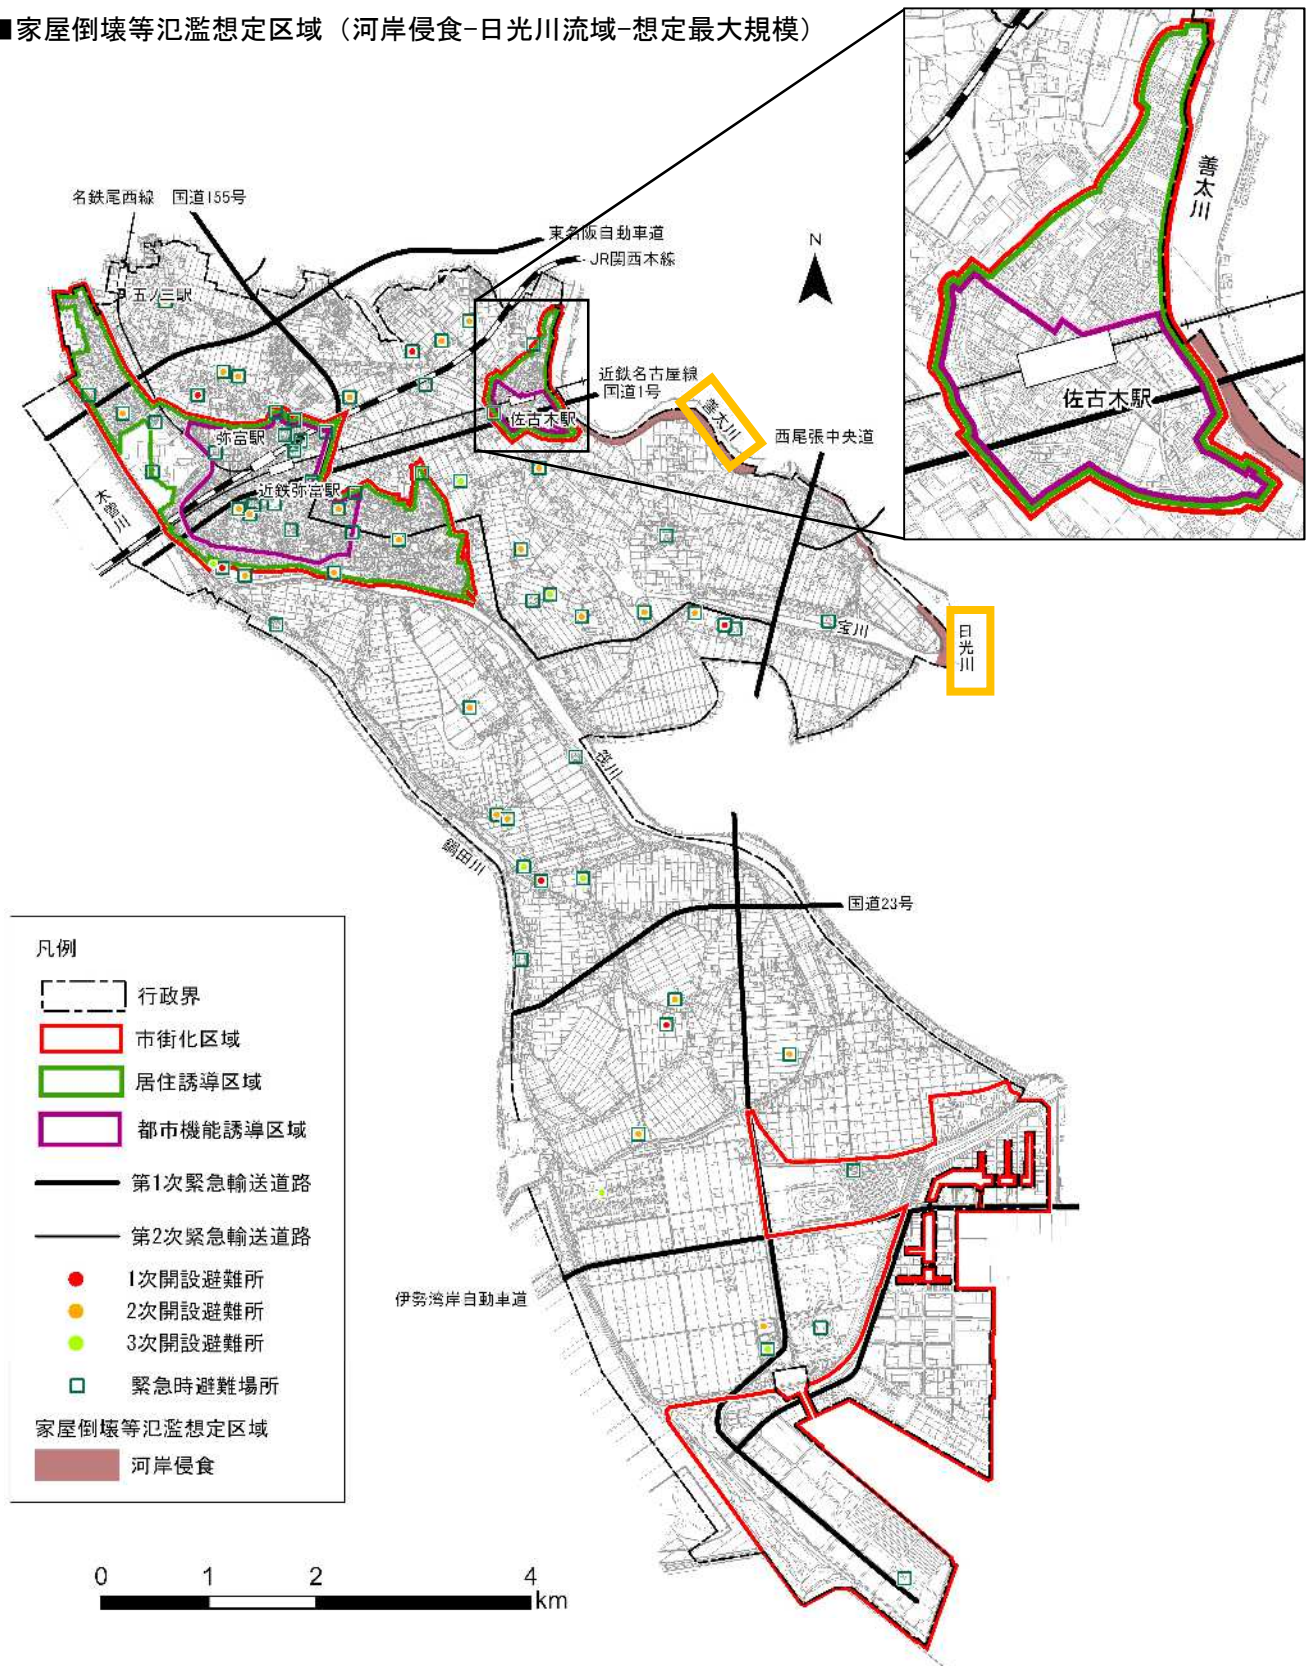 ■家屋倒壊等氾濫想定区域（河岸侵食-日光川流域-想定最大規模）
善太川
佐古木駅
名鉄尾西線
国道155号
東名阪自動車道
JR関西本線
N
五ノ三駅
近鉄名古屋線
国道1号
佐古木駅
善太川
西尾張中央道
弥富駅
近鉄弥富駅
木曽川
宝川
日光川
筏川
鍋田川
国道23号
伊勢湾岸自動車道
凡例
行政界
市街化区域
居住誘導区域
都市機能誘導区域
第1次緊急輸送道路
第2次緊急輸送道路
1次開設避難所
2次開設避難所
3次開設避難所
緊急時避難場所
家屋倒壊等氾濫想定区域
河岸侵食
0 1 2 4
km